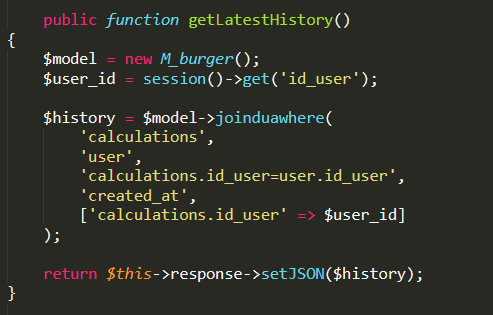 public function getLatestHistory()
{
$model = new M_burger();
$user_id = session()->get('id_user');
$history = $model->joinduawhere(
'calculations',
'user',
'calculations.id_user=user.id_user',
'created_at',
['calculations.id_user' => $user_id]
);
return $this->response->setJSON($history);
}